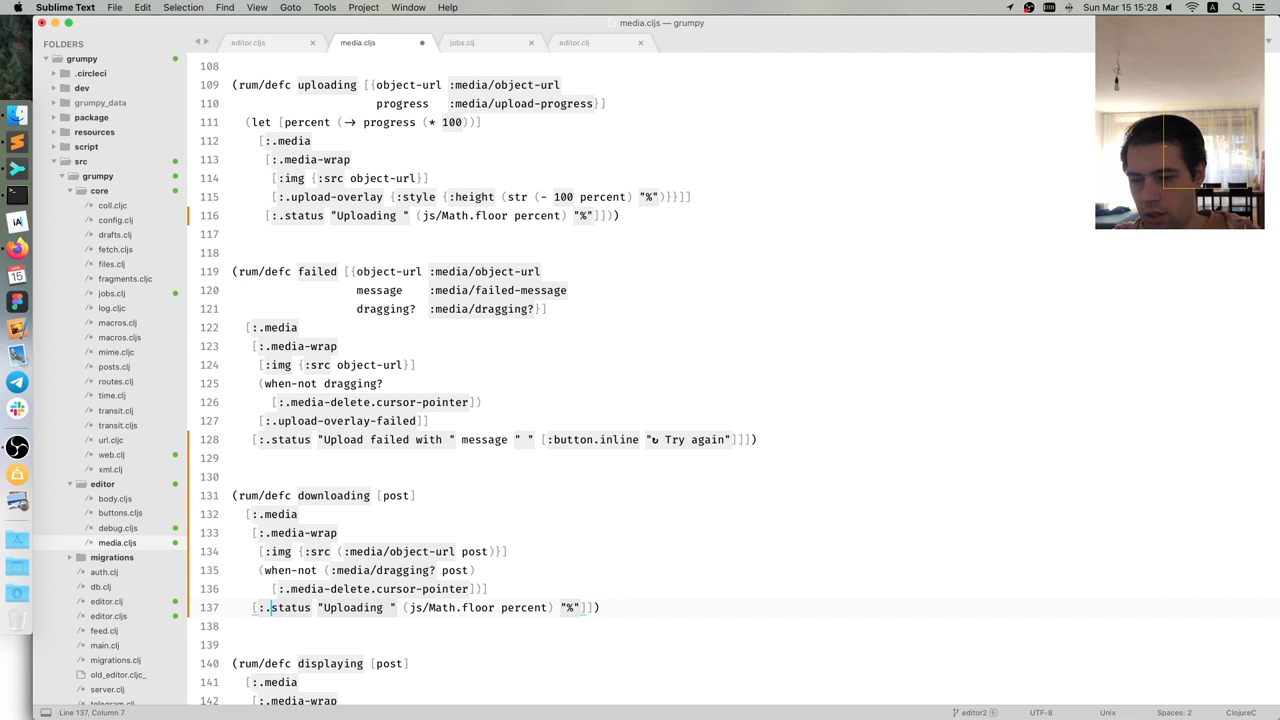 Sublime Text File Edit Selection Find View Goto Tools Project Window Help
Sun Mar 15 15:28
media.cljs — grumpy
FOLDERS
grumpy
.circleci
dev
grumpy_data
package
resources
script
src
grumpy
core
coll.cljc
config.clj
drafts.clj
fetch.cljs
files.clj
fragments.cljc
jobs.clj
log.cljc
macros.clj
macros.cljs
mime.cljc
posts.clj
routes.clj
time.clj
transit.clj
transit.cljs
url.cljc
web.clj
xml.clj
editor
body.cljs
buttons.cljs
debug.cljs
media.cljs
migrations
auth.clj
db.clj
editor.clj
editor.cljs
feed.clj
main.clj
migrations.clj
old_editor.cljc_
server.clj
telegram.clj
editor.cljs
media.cljs
jobs.clj
editor.clj
108
109 (rum/defc uploading [{object-url :media/object-url
110 progress :media/upload-progress}]
111 (let [percent (-> progress (* 100))]
112 [:.media
113 [:.media-wrap
114 [:img {:src object-url}]
115 [:.upload-overlay {:style {:height (str (- 100 percent) "%")}}]]
116 [:.status "Uploading " (js/Math.floor percent) "%"]]))
117
118
119 (rum/defc failed [{object-url :media/object-url
120 message :media/failed-message
121 dragging? :media/dragging?}]
122 [:.media
123 [:.media-wrap
124 [:img {:src object-url}]
125 (when-not dragging?
126 [:.media-delete.cursor-pointer])
127 [:.upload-overlay-failed]]
128 [:.status "Upload failed with " message " " [:button.inline "↻ Try again"]]])
129
130
131 (rum/defc downloading [post]
132 [:.media
133 [:.media-wrap
134 [:img {:src (:media/object-url post)}]
135 (when-not (:media/dragging? post)
136 [:.media-delete.cursor-pointer])]
137 [:.status "Uploading " (js/Math.floor percent) "%"]])
138
139
140 (rum/defc displaying [post]
141 [:.media
142 [:.media-wrap
Line 137, Column 7
editor2 6
UTF-8
Unix
Spaces: 2
ClojureC